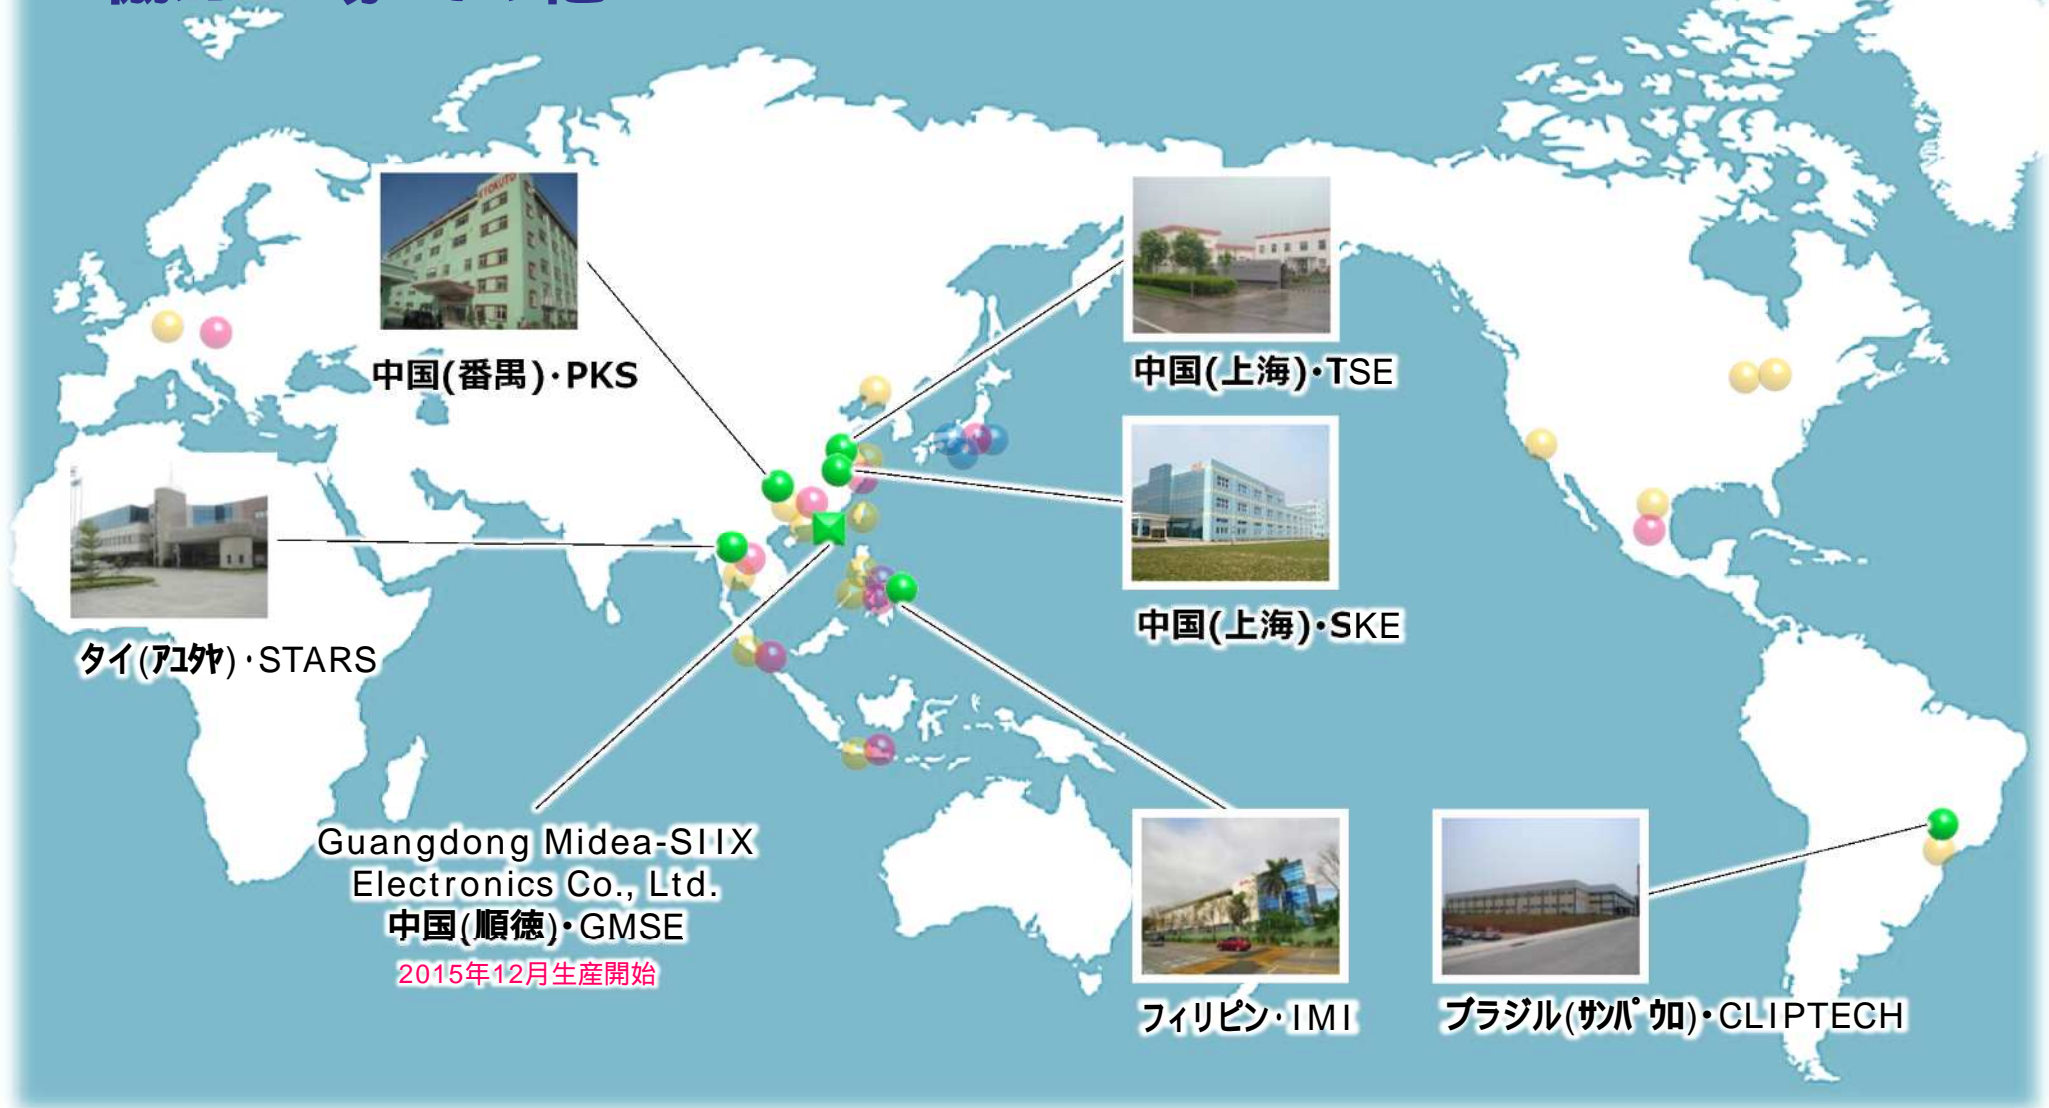 中国(番禺)・PKS
中国(上海)・TSE
中国(上海)・SKE
タイ(ｱﾕﾀﾔ)・STARS
Guangdong Midea-SIIX
Electronics Co., Ltd.
中国(順徳)・GMSE
2015年12月生産開始
フィリピン・IMI
ブラジル(ｻﾝﾊﾟｳﾛ)・CLIPTECH